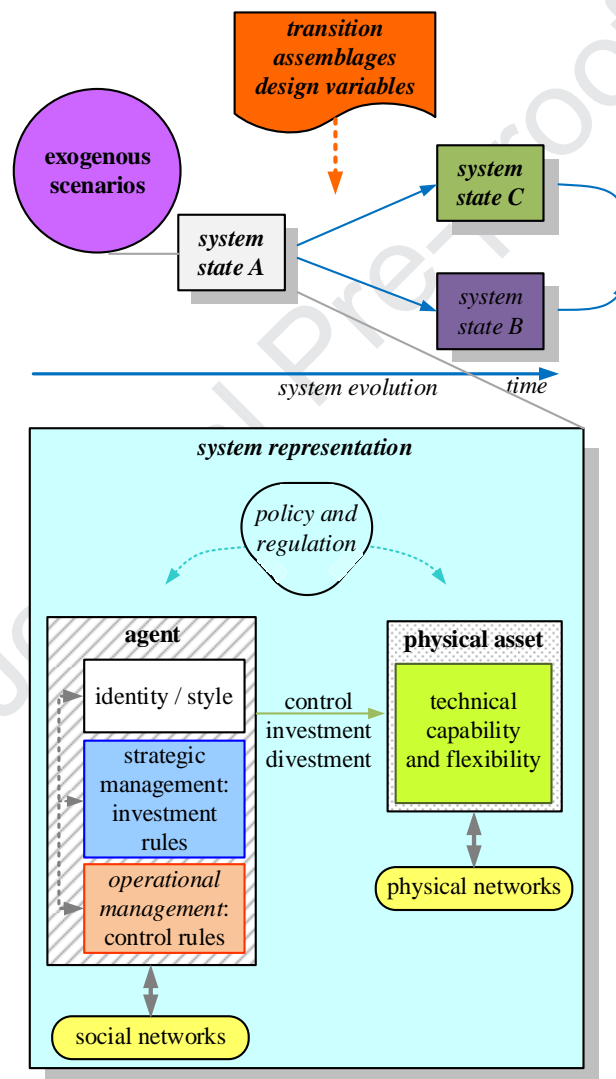 transition
assemblages
design variables
exogenous
scenarios
system
state A
system
state C
system
state B
system evolution
time
system representation
policy and
regulation
agent
identity / style
strategic
management:
investment
rules
operational
management:
control rules
control
investment
divestment
physical asset
technical
capability
and flexibility
physical networks
social networks